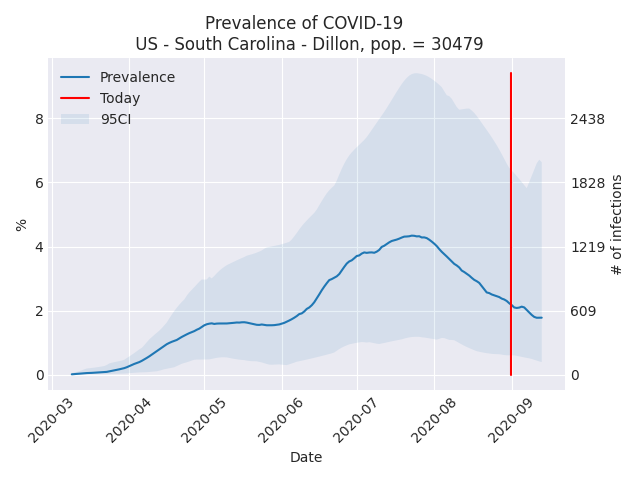 Prevalence of COVID-19
US - South Carolina - Dillon, pop. = 30479
Prevalence
Today
95CI
8
6
4
2
0
%
2438
1828
1219
609
0
# of infections
2020-03
2020-04
2020-05
2020-06
2020-07
2020-08
2020-09
Date